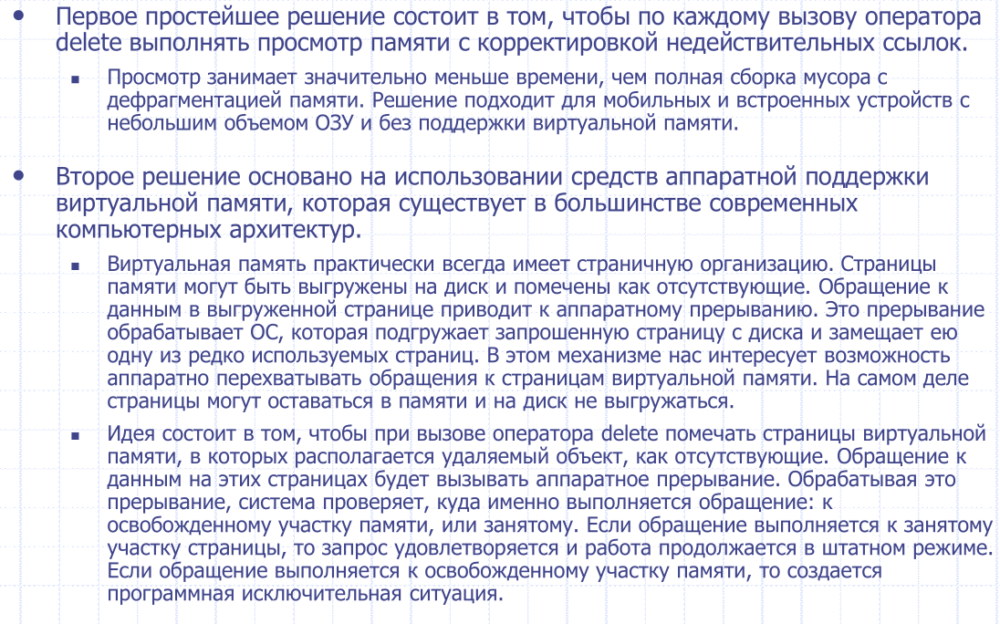 • Первое простейшее решение состоит в том, чтобы по каждому вызову оператора
delete выполнять просмотр памяти с корректировкой недействительных ссылок.
▪ Просмотр занимает значительно меньше времени, чем полная сборка мусора с
дефрагментацией памяти. Решение подходит для мобильных и встроенных устройств с
небольшим объемом ОЗУ и без поддержки виртуальной памяти.
• Второе решение основано на использовании средств аппаратной поддержки
виртуальной памяти, которая существует в большинстве современных
компьютерных архитектур.
▪ Виртуальная память практически всегда имеет страничную организацию. Страницы
памяти могут быть выгружены на диск и помечены как отсутствующие. Обращение к
данным в выгруженной странице приводит к аппаратному прерыванию. Это прерывание
обрабатывает ОС, которая подгружает запрошенную страницу с диска и замещает ею
одну из редко используемых страниц. В этом механизме нас интересует возможность
аппаратно перехватывать обращения к страницам виртуальной памяти. На самом деле
страницы могут оставаться в памяти и на диск не выгружаться.
▪ Идея состоит в том, чтобы при вызове оператора delete помечать страницы виртуальной
памяти, в которых располагается удаляемый объект, как отсутствующие. Обращение к
данным на этих страницах будет вызывать аппаратное прерывание. Обрабатывая это
прерывание, система проверяет, куда именно выполняется обращение: к
освобожденному участку памяти, или занятому. Если обращение выполняется к занятому
участку страницы, то запрос удовлетворяется и работа продолжается в штатном режиме.
Если обращение выполняется к освобожденному участку памяти, то создается
программная исключительная ситуация.